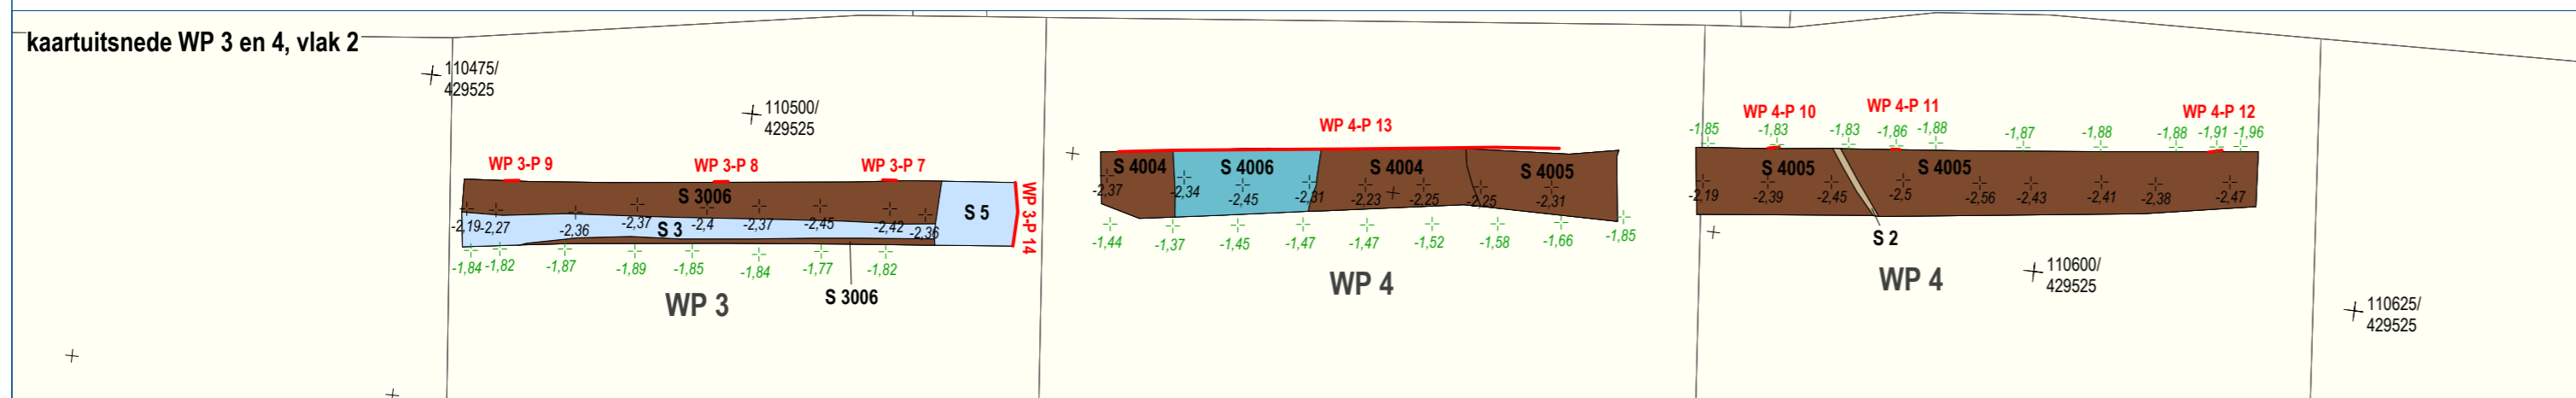 kaartuitsnede WP 3 en 4, vlak 2
110475/
429525
110500/
429525
WP 3-P 9
WP 3-P 8
WP 3-P 7
S 3006
S 5
WP 3-P 14
-2,19
-2,27
-2,36
-2,37
-2,4
-2,37
-2,45
-2,42
-2,36
S 3
-1,84
-1,82
-1,87
-1,89
-1,85
-1,84
-1,77
-1,82
S 3006
WP 3
WP 4-P 13
S 4004
S 4006
S 4004
S 4005
-2,37
-2,34
-2,45
-2,31
-2,23
-2,25
-2,25
-2,31
-1,44
-1,37
-1,45
-1,47
-1,47
-1,52
-1,58
-1,66
-1,85
WP 4
WP 4-P 10
WP 4-P 11
WP 4-P 12
-1,85
-1,83
-1,83
-1,86
-1,88
-1,87
-1,88
-1,88
-1,91
-1,96
S 4005
S 4005
-2,19
-2,39
-2,45
-2,5
-2,56
-2,43
-2,41
-2,38
-2,47
S 2
WP 4
110600/
429525
110625/
429525